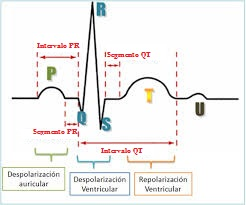 R
Intervalo PR
Segmento QT
P
T
U
Q
S
Segmento PR
Intervalo QT
Despolarización
auricular
Despolarización
Ventricular
Repolarización
Ventricular